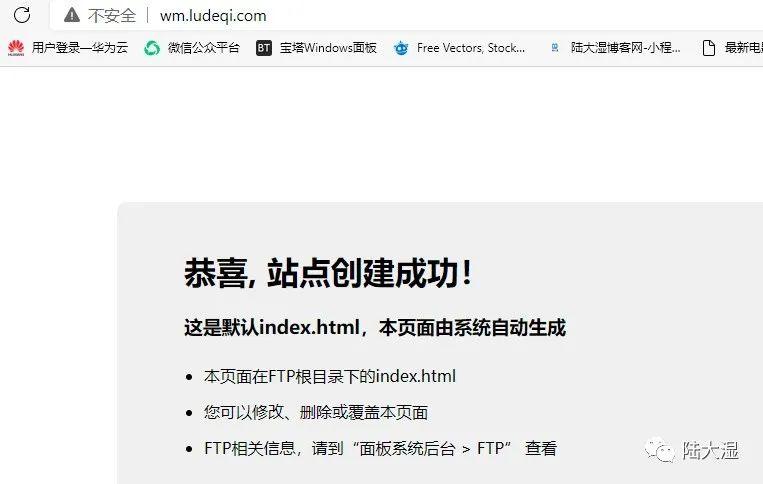 不安全 | wm.ludeqi.com
HUAWEI 用户登录—华为云 微信公众平台 BT 宝塔Windows面板 Free Vectors, Stock... 陆大湿博客网-小程... 最新电影
恭喜, 站点创建成功！
这是默认index.html，本页面由系统自动生成
本页面在FTP根目录下的index.html
您可以修改、删除或覆盖本页面
FTP相关信息，请到“面板系统后台 > FTP” 查看
陆大湿